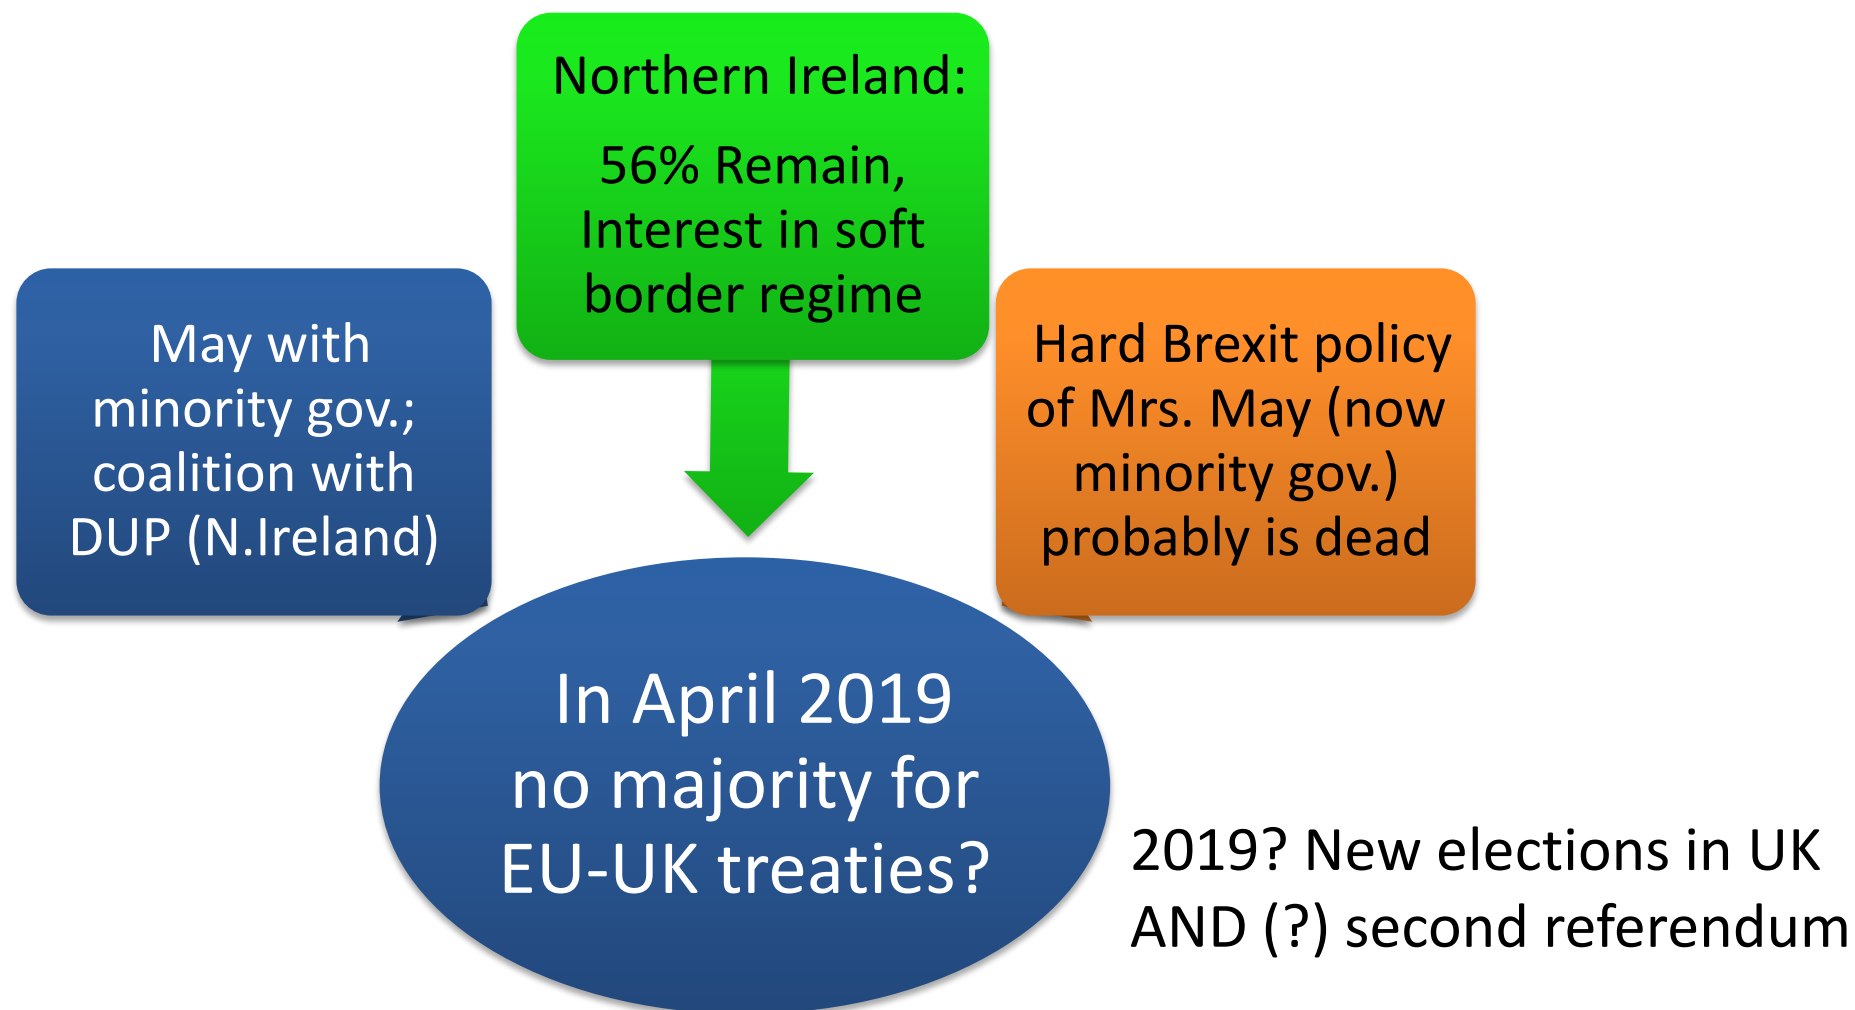 Northern Ireland:
56% Remain,
Interest in soft
border regime
May with
minority gov.;
coalition with
DUP (N.Ireland)
Hard Brexit policy
of Mrs. May (now
minority gov.)
probably is dead
In April 2019
no majority for
EU-UK treaties?
2019? New elections in UK
AND (?) second referendum